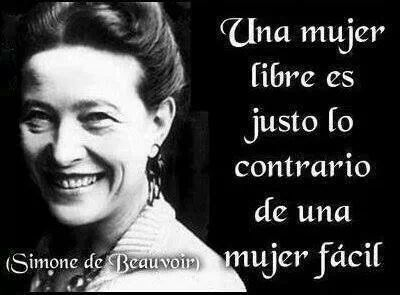 Una mujer
libre es
justo lo
contrario
de una
mujer fácil
(Simone de Beauvoir)